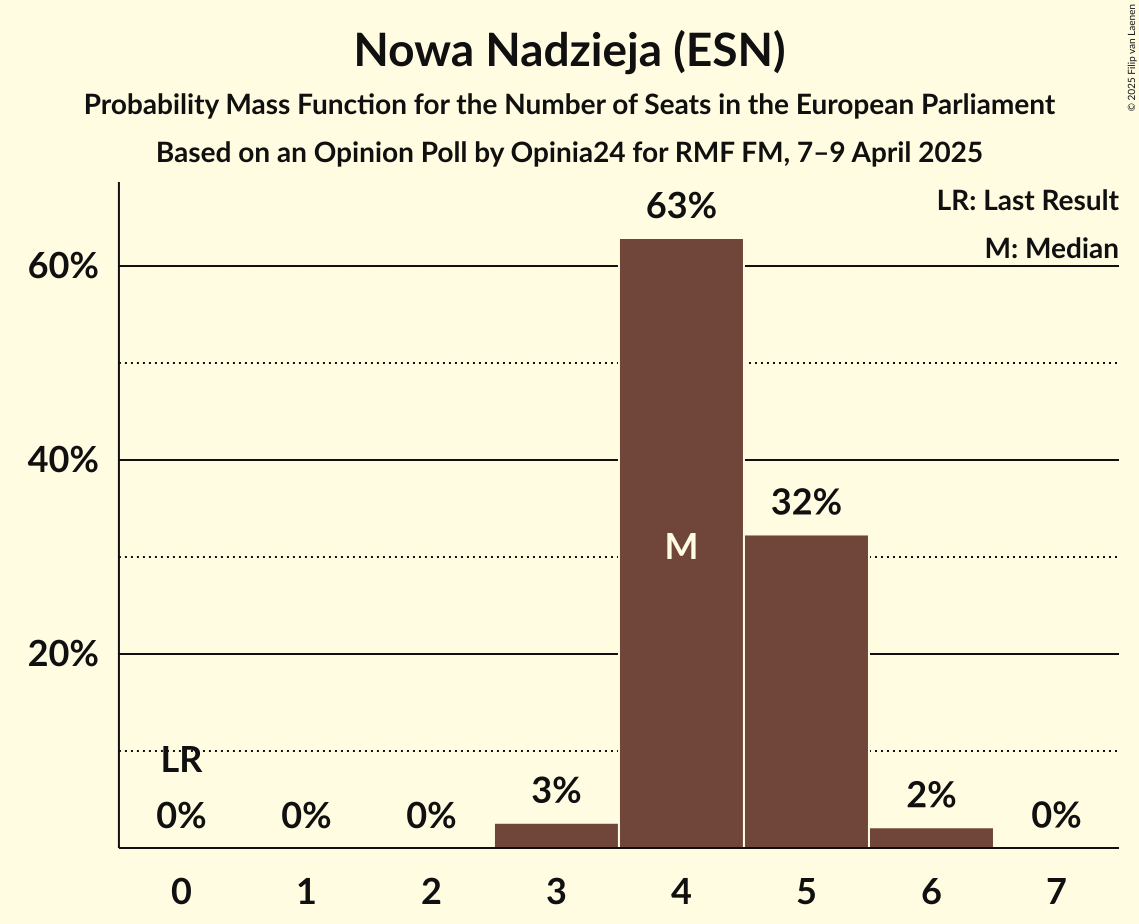 Nowa Nadzieja (ESN)
Probability Mass Function for the Number of Seats in the European Parliament
Based on an Opinion Poll by Opinia24 for RMF FM, 7–9 April 2025
© 2025 Filip van Laenen
LR: Last Result
M: Median
63%
60%
40%
32%
M
20%
LR
0%
0%
0%
3%
2%
0%
0 1 2 3 4 5 6 7